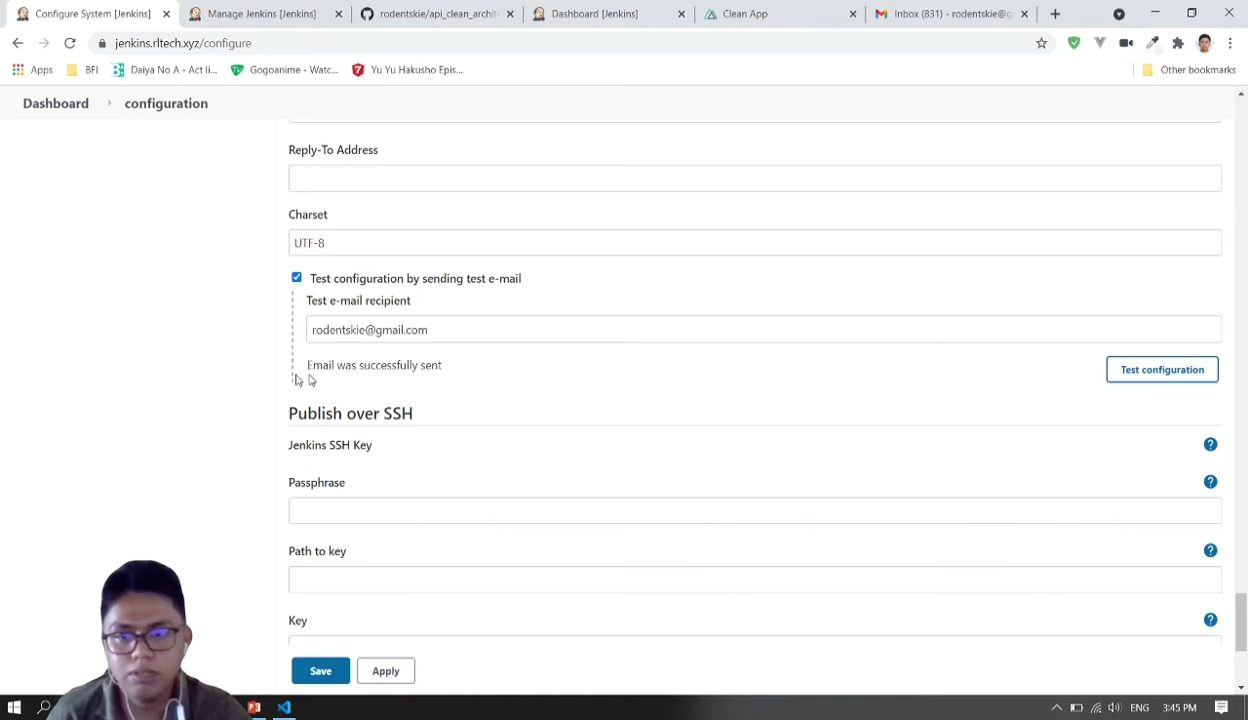 Configure System [Jenkins]
Manage Jenkins [Jenkins]
rodentskie/api_clean_archit
Dashboard [Jenkins]
Clean App
Inbox (831) - rodentskie@g
jenkins.rltech.xyz/configure
Apps
BFI
Daiya No A - Act Ii...
Gogoanime - Watc...
Yu Yu Hakusho Epis...
Other bookmarks
Dashboard
configuration
Reply-To Address
Charset
UTF-8
Test configuration by sending test e-mail
Test e-mail recipient
rodentskie@gmail.com
Email was successfully sent
Test configuration
Publish over SSH
Jenkins SSH Key
?
Passphrase
?
Path to key
?
Key
?
Save
Apply
ENG
3:45 PM